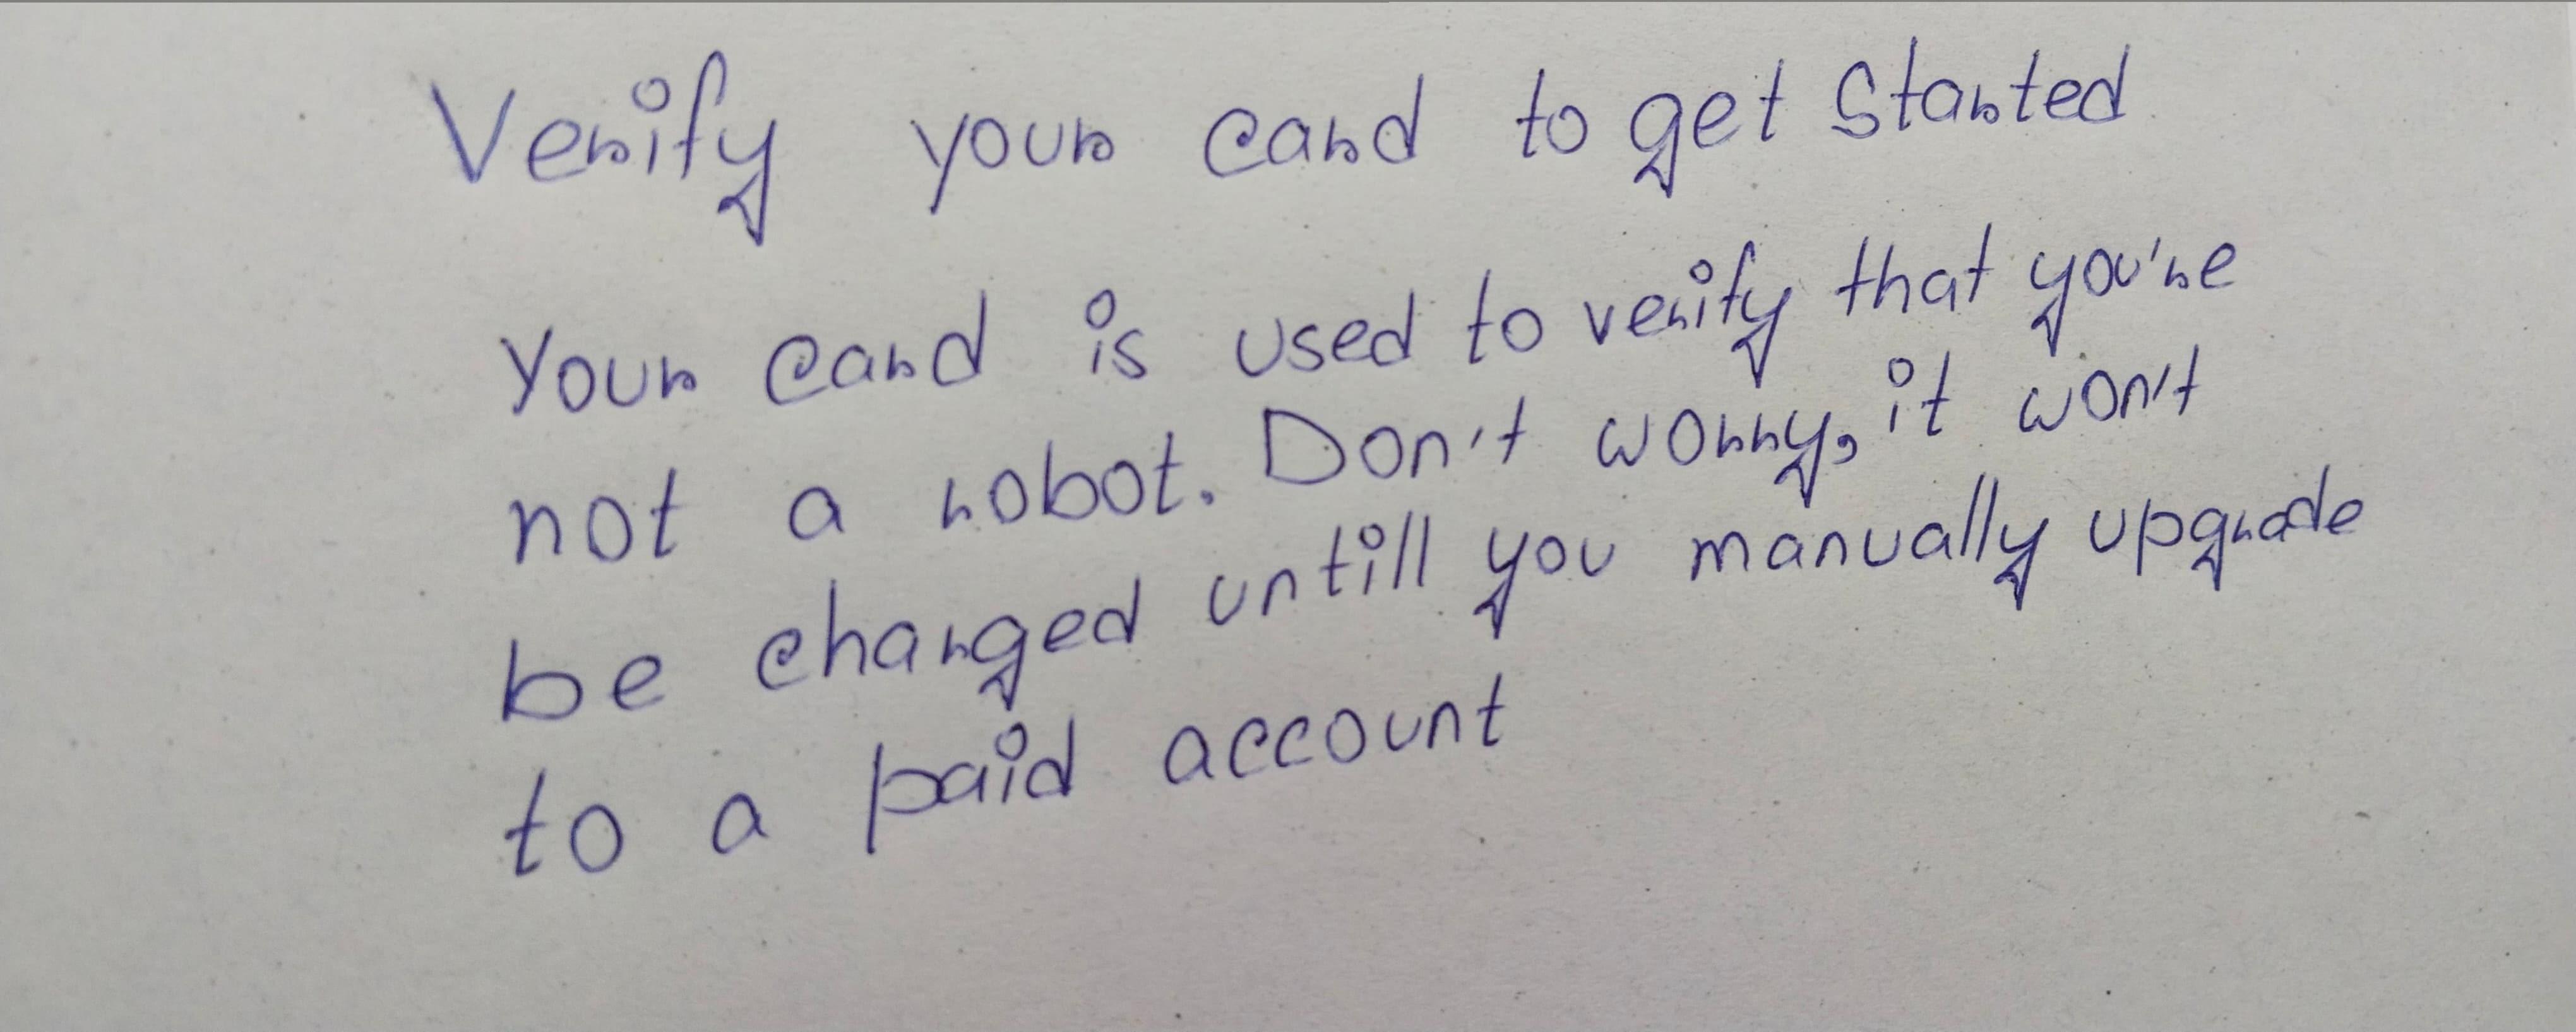 Verify your card to get Started
Your card is used to verify that you're
not a robot. Don't worry, it won't
be charged untill you manually upgrade
to a paid account